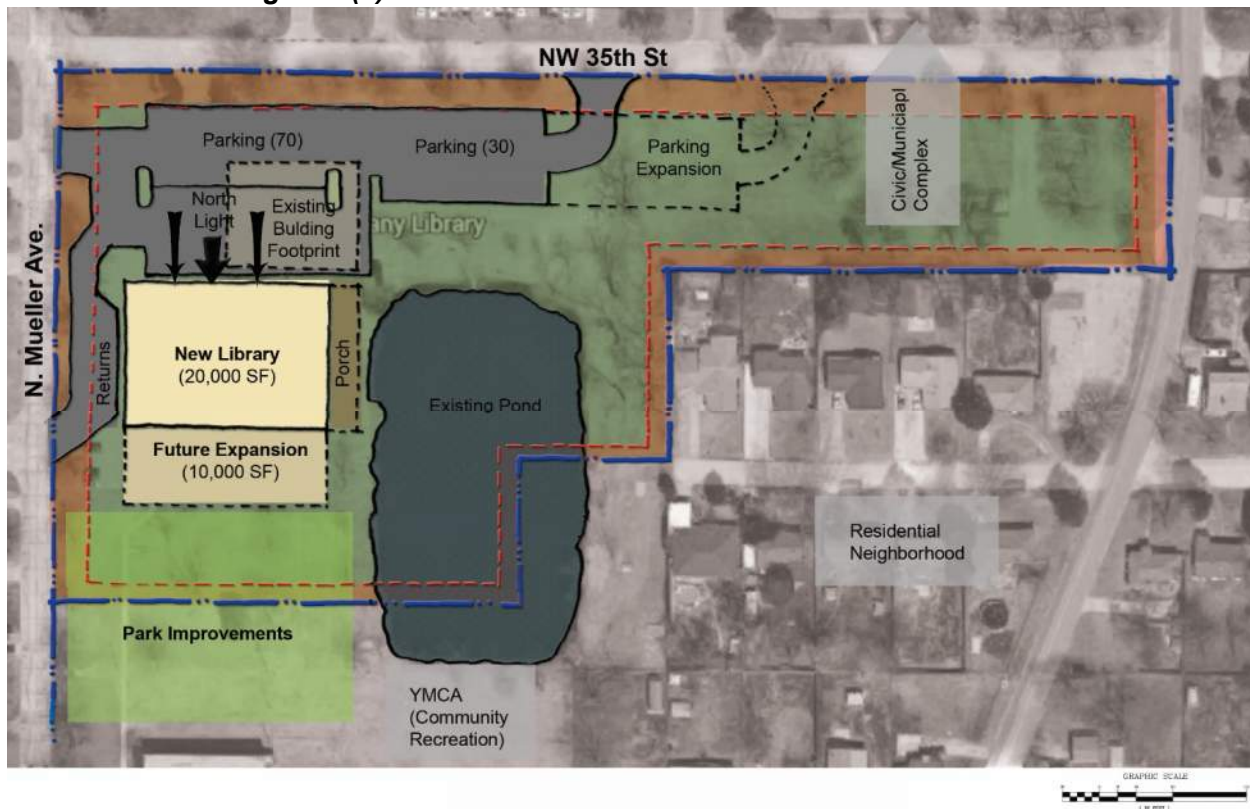 NW 35th St
N. Mueller Ave.
Parking (70)
Parking (30)
Parking
Expansion
Civic/Municiapl
Complex
North
Light
Existing
Bulding
Footprint
any Library
New Library
(20,000 SF)
Porch
Returns
Existing Pond
Future Expansion
(10,000 SF)
Residential
Neighborhood
Park Improvements
YMCA
(Community
Recreation)
GRAPHIC SCALE